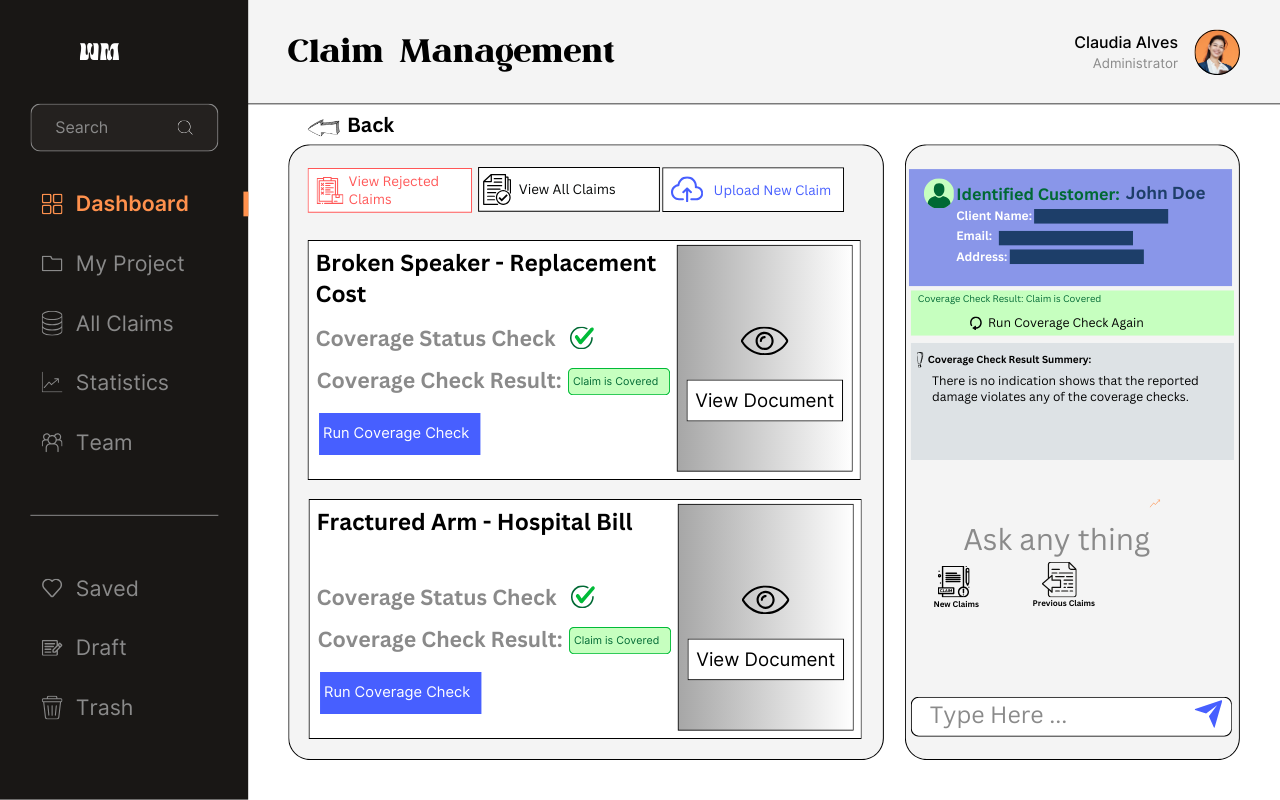 WM
Search
Dashboard
My Project
All Claims
Statistics
Team
Saved
Draft
Trash
Claim Management
Claudia Alves
Administrator
Back
View Rejected
Claims
View All Claims
Upload New Claim
Broken Speaker - Replacement
Cost
Coverage Status Check
Coverage Check Result: Claim is Covered
Run Coverage Check
View Document
Fractured Arm - Hospital Bill
Coverage Status Check
Coverage Check Result: Claim is Covered
Run Coverage Check
View Document
Identified Customer: John Doe
Client Name:
Email:
Address:
Coverage Check Result: Claim is Covered
Run Coverage Check Again
Coverage Check Result Summery:
There is no indication shows that the reported
damage violates any of the coverage checks.
Ask any thing
CLAIM
New Claims
Previous Claims
Type Here ...